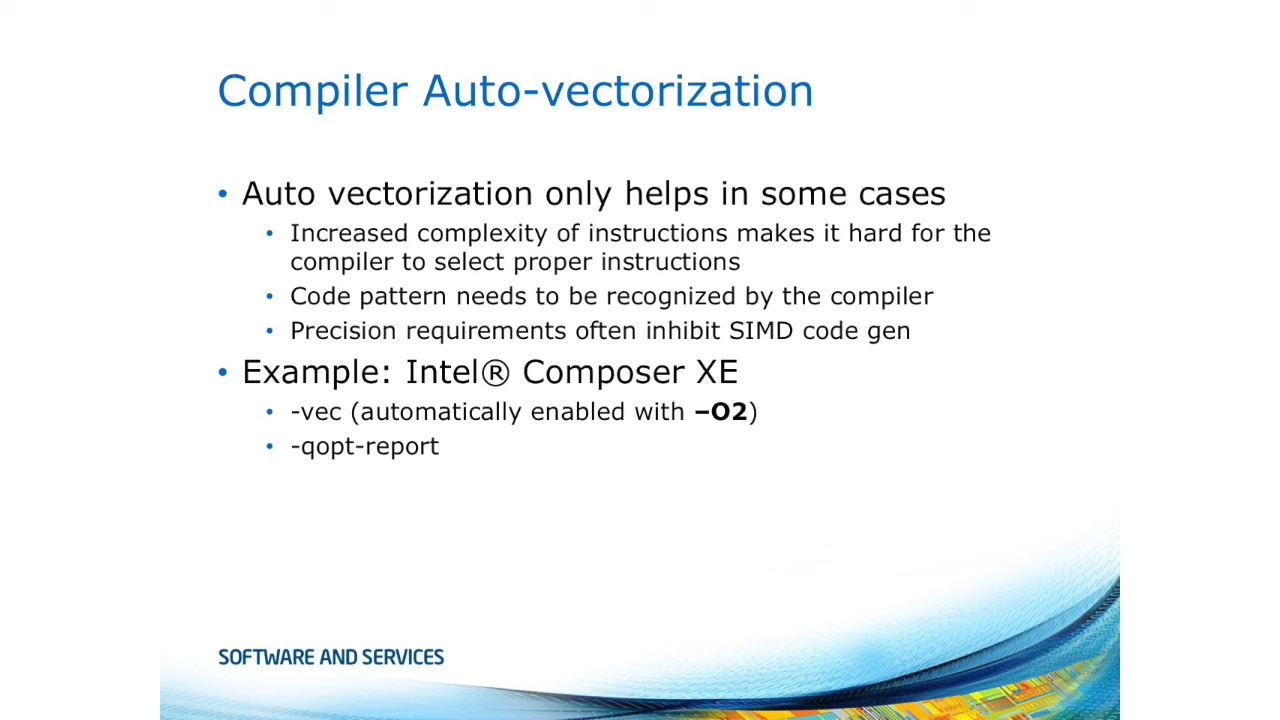 Compiler Auto-vectorization
• Auto vectorization only helps in some cases
• Increased complexity of instructions makes it hard for the
compiler to select proper instructions
• Code pattern needs to be recognized by the compiler
• Precision requirements often inhibit SIMD code gen
• Example: Intel® Composer XE
• -vec (automatically enabled with –O2)
• -qopt-report
SOFTWARE AND SERVICES